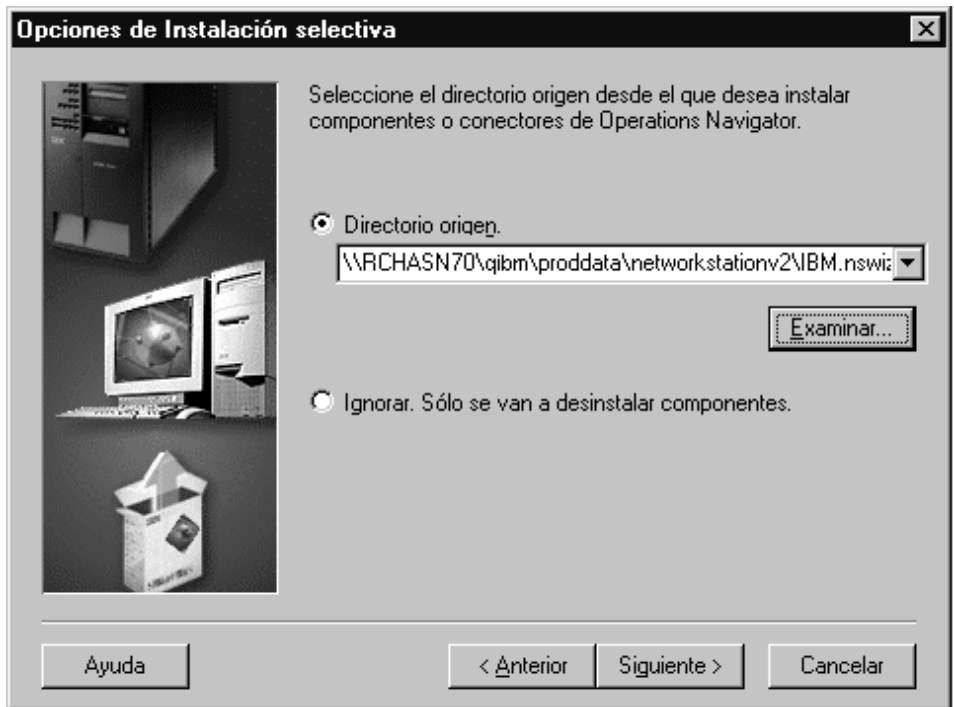 Opciones de Instalación selectiva
Seleccione el directorio origen desde el que desea instalar
componentes o conectores de Operations Navigator.
Directorio origen.
\\RCHASN70\qibm\proddata\networkstationv2\IBM.nswiz
Examinar...
Ignorar. Sólo se van a desinstalar componentes.
Ayuda
< Anterior
Siguiente >
Cancelar